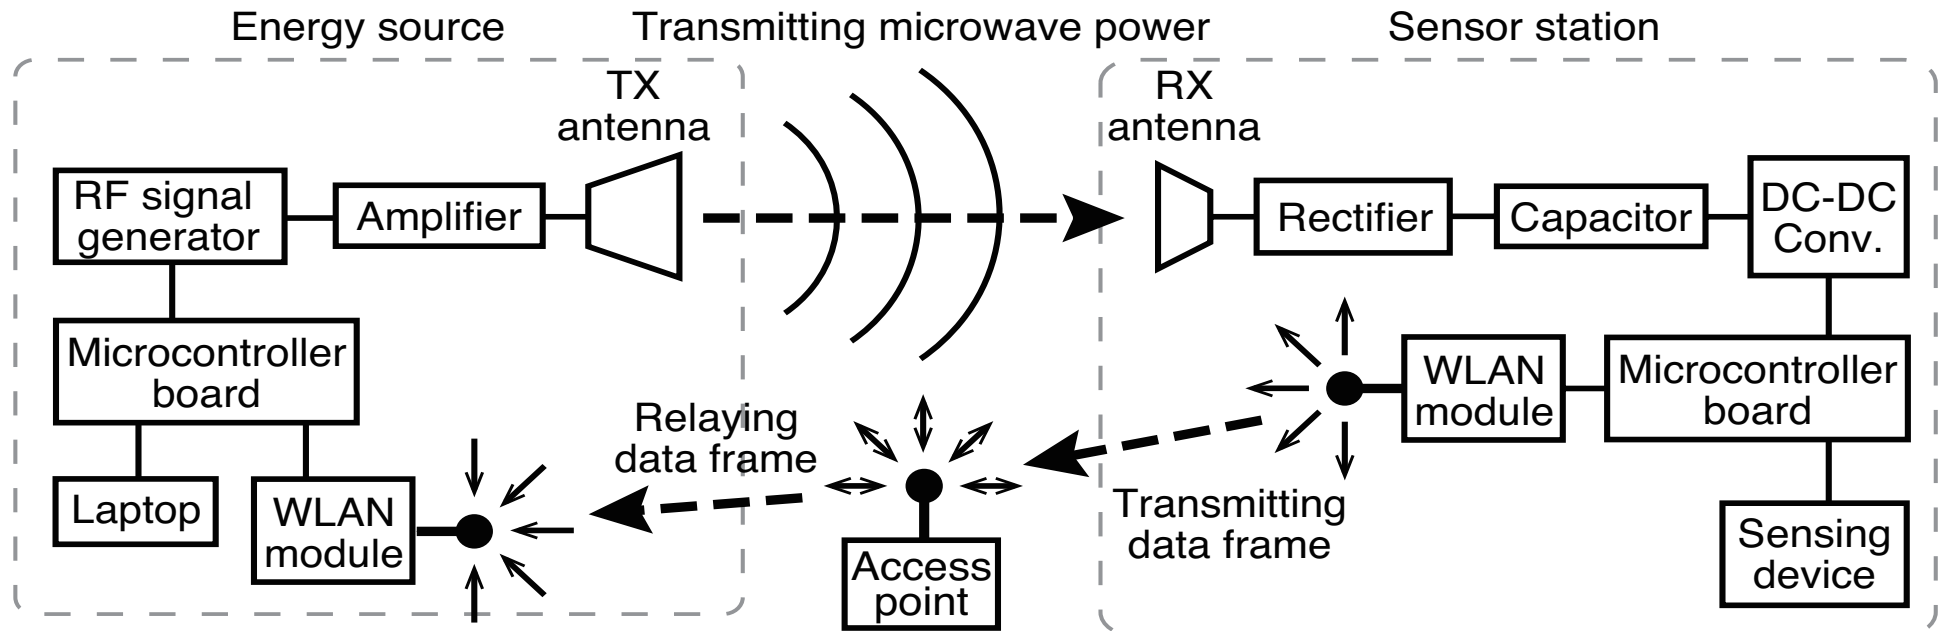 Energy source
Transmitting microwave power
Sensor station
TX
antenna
RX
antenna
RF signal
generator
Amplifier
Rectifier
Capacitor
DC-DC
Conv.
Microcontroller
board
WLAN
module
Microcontroller
board
Relaying
data frame
Laptop
WLAN
module
Access
point
Transmitting
data frame
Sensing
device